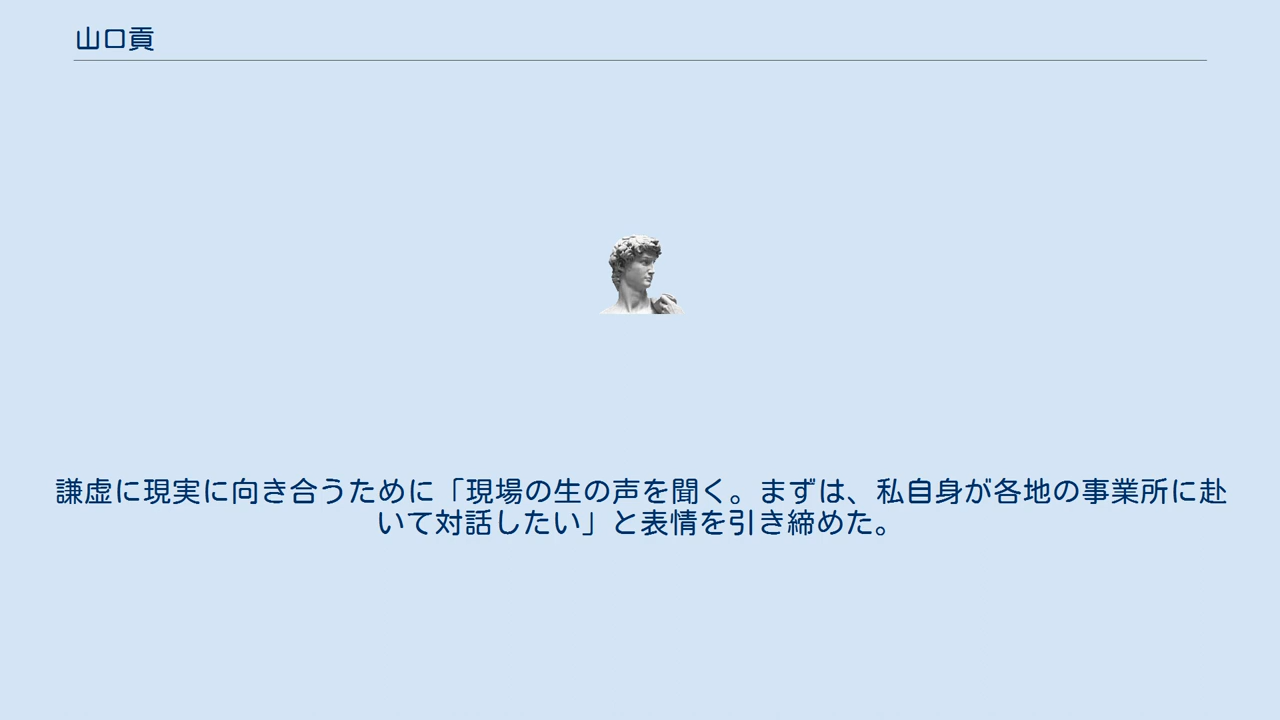 山口貢
謙虚に現実に向き合うために「現場の生の声を聞く。まずは、私自身が各地の事業所に赴
いて対話したい」と表情を引き締めた。